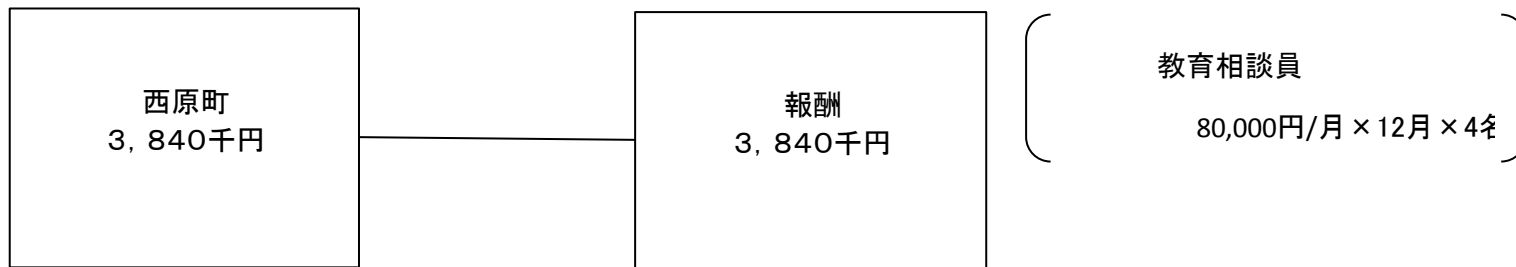 西原町
3,840千円
報酬
3,840千円
教育相談員
80,000円/月×12月×4名